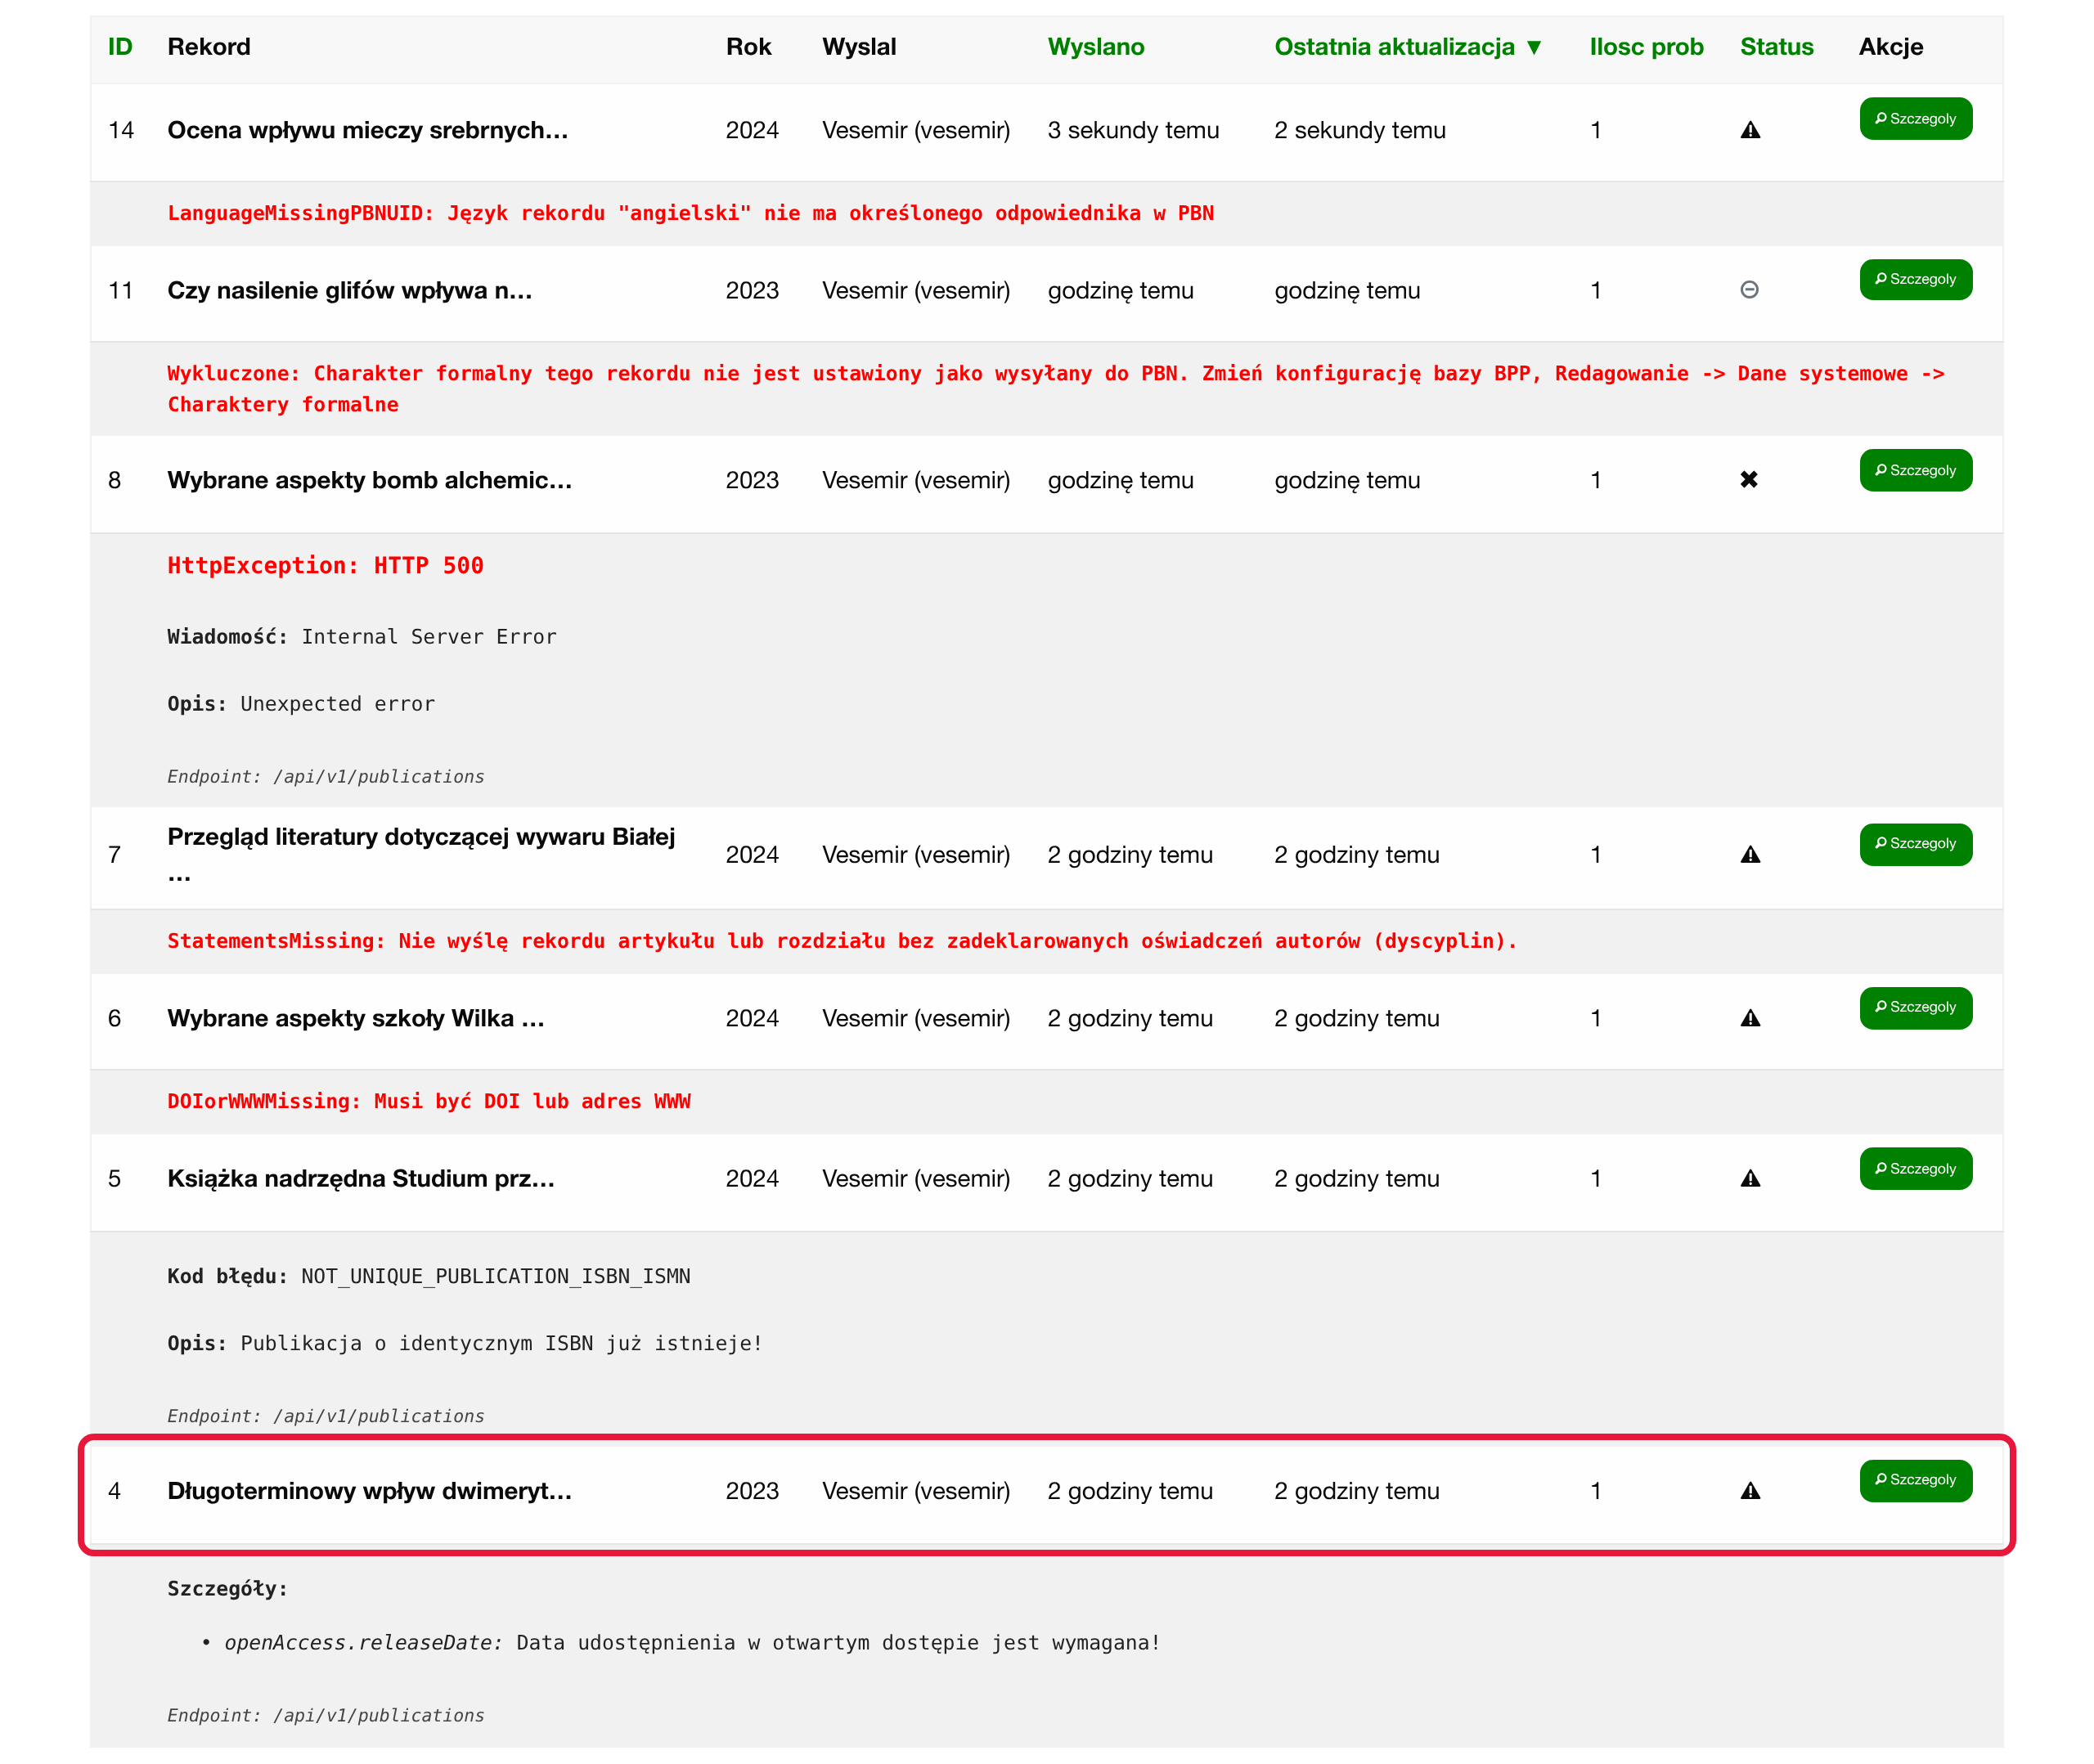 ID Rekord Rok Wyslal Wyslano Ostatnia aktualizacja ▼ Ilosc prob Status Akcje
14 Ocena wpływu mieczy srebrnych... 2024 Vesemir (vesemir) 3 sekundy temu 2 sekundy temu 1 Szczegoly
LanguageMissingPBNUID: Język rekordu "angielski" nie ma określonego odpowiednika w PBN
11 Czy nasilenie glifów wpływa n... 2023 Vesemir (vesemir) godzinę temu godzinę temu 1 Szczegoly
Wykluczone: Charakter formalny tego rekordu nie jest ustawiony jako wysyłany do PBN. Zmień konfigurację bazy BPP, Redagowanie -> Dane systemowe ->
Charaktery formalne
8 Wybrane aspekty bomb alchemic... 2023 Vesemir (vesemir) godzinę temu godzinę temu 1 Szczegoly
HttpException: HTTP 500
Wiadomość: Internal Server Error
Opis: Unexpected error
Endpoint: /api/v1/publications
7 Przegląd literatury dotyczącej wywaru Białej 2024 Vesemir (vesemir) 2 godziny temu 2 godziny temu 1 Szczegoly
...
StatementsMissing: Nie wyślę rekordu artykułu lub rozdziału bez zadeklarowanych oświadczeń autorów (dyscyplin).
6 Wybrane aspekty szkoły Wilka ... 2024 Vesemir (vesemir) 2 godziny temu 2 godziny temu 1 Szczegoly
DOIorWWWMissing: Musi być DOI lub adres WWW
5 Książka nadrzędna Studium prz... 2024 Vesemir (vesemir) 2 godziny temu 2 godziny temu 1 Szczegoly
Kod błędu: NOT_UNIQUE_PUBLICATION_ISBN_ISMN
Opis: Publikacja o identycznym ISBN już istnieje!
Endpoint: /api/v1/publications
4 Długoterminowy wpływ dwimeryt... 2023 Vesemir (vesemir) 2 godziny temu 2 godziny temu 1 Szczegoly
Szczegóły:
• openAccess.releaseDate: Data udostępnienia w otwartym dostępie jest wymagana!
Endpoint: /api/v1/publications